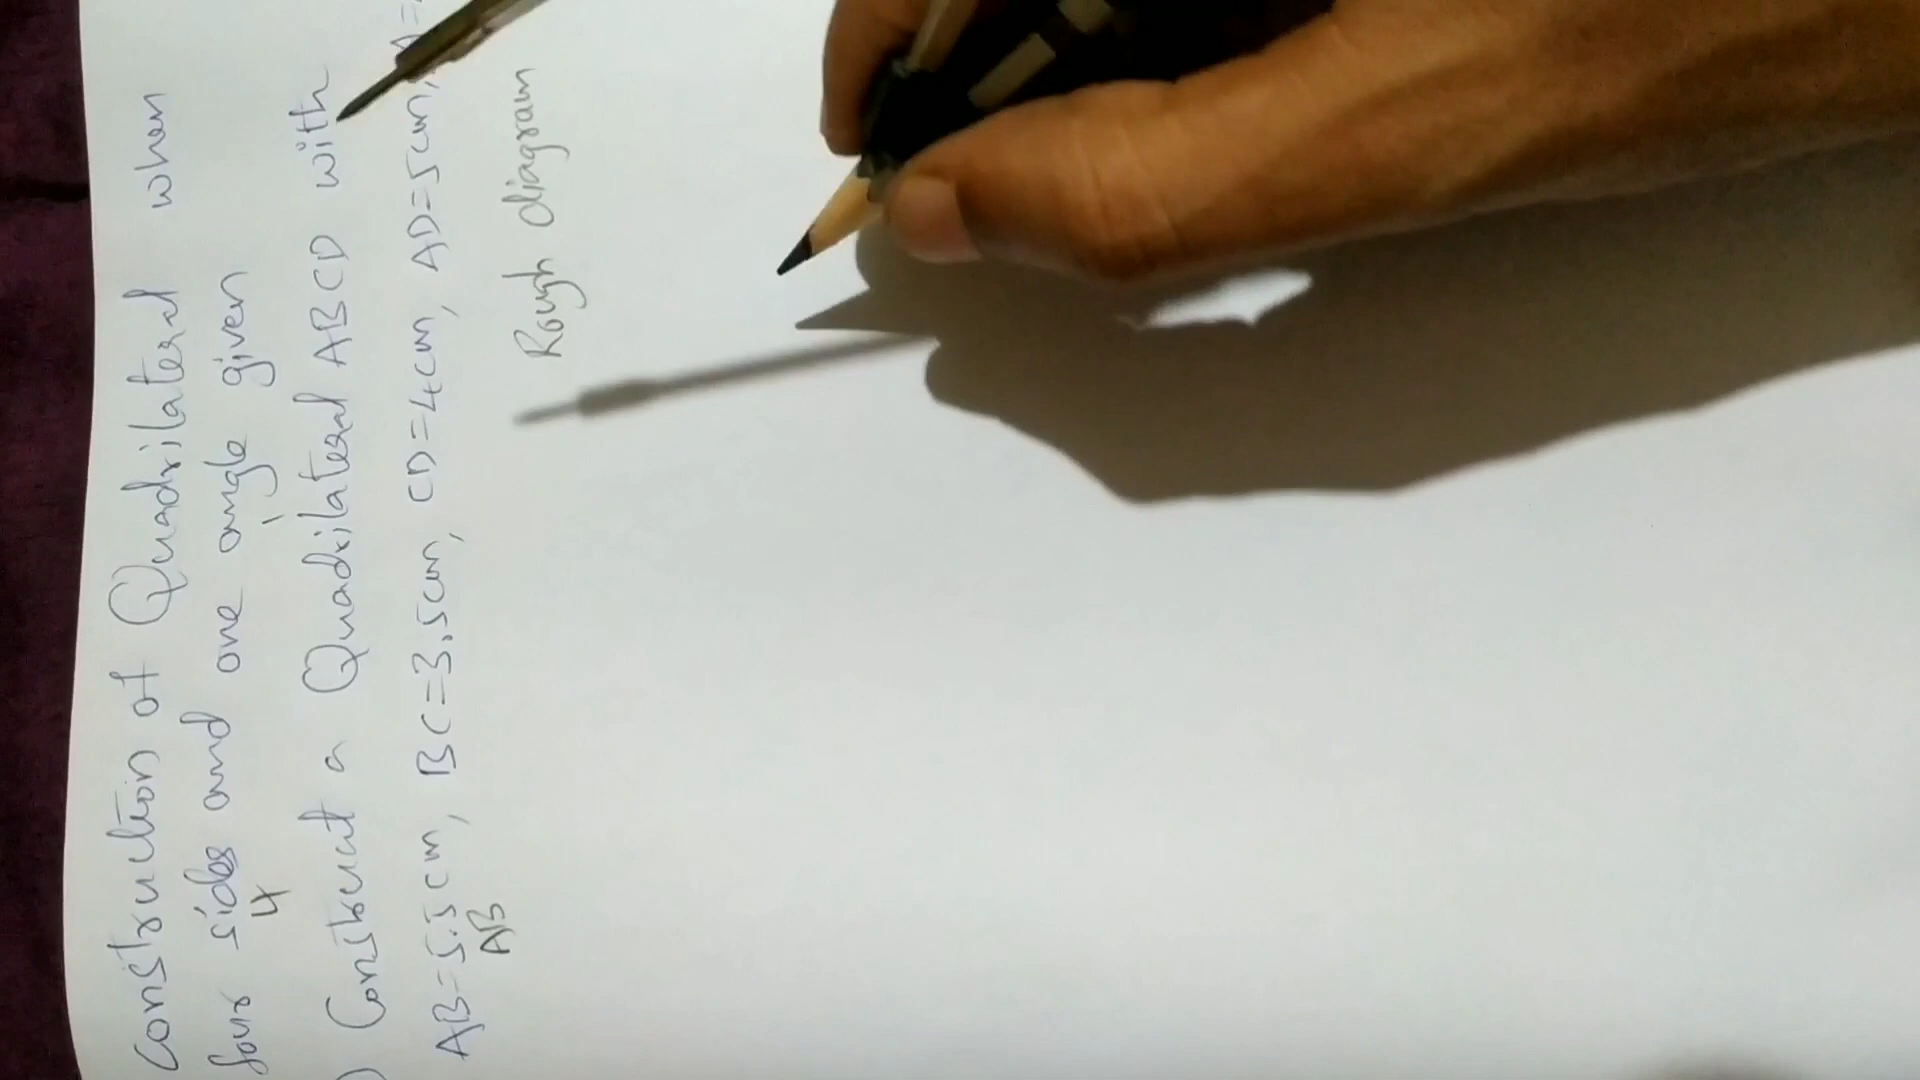 Construction of Quadrilateral when
four sides and one angle given
4
) Construct a Quadrilateral ABCD with
AB=5.5cm, BC=3.5cm, CD=4cm, AD=5cm, A=
AB
Rough diagram